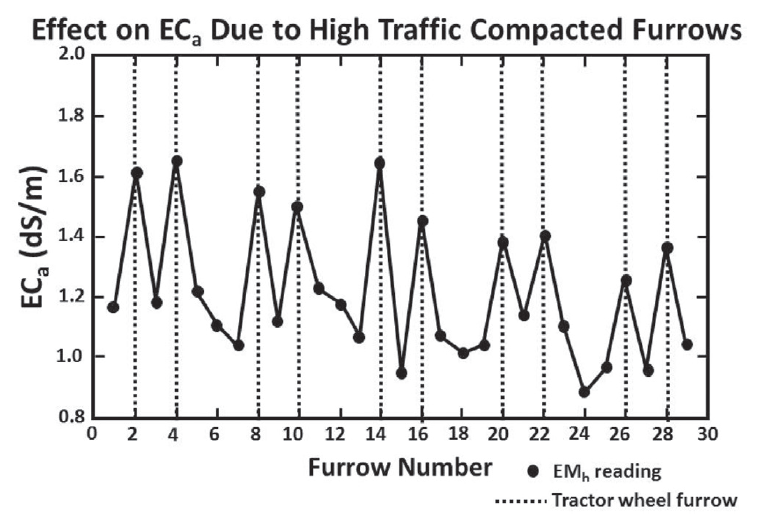 Effect on ECa Due to High Traffic Compacted Furrows
2.0
1.8
1.6
1.4
1.2
1.0
0.8
ECa (dS/m)
0 2 4 6 8 10 12 14 16 18 20 22 24 26 28 30
Furrow Number
EMh reading
Tractor wheel furrow